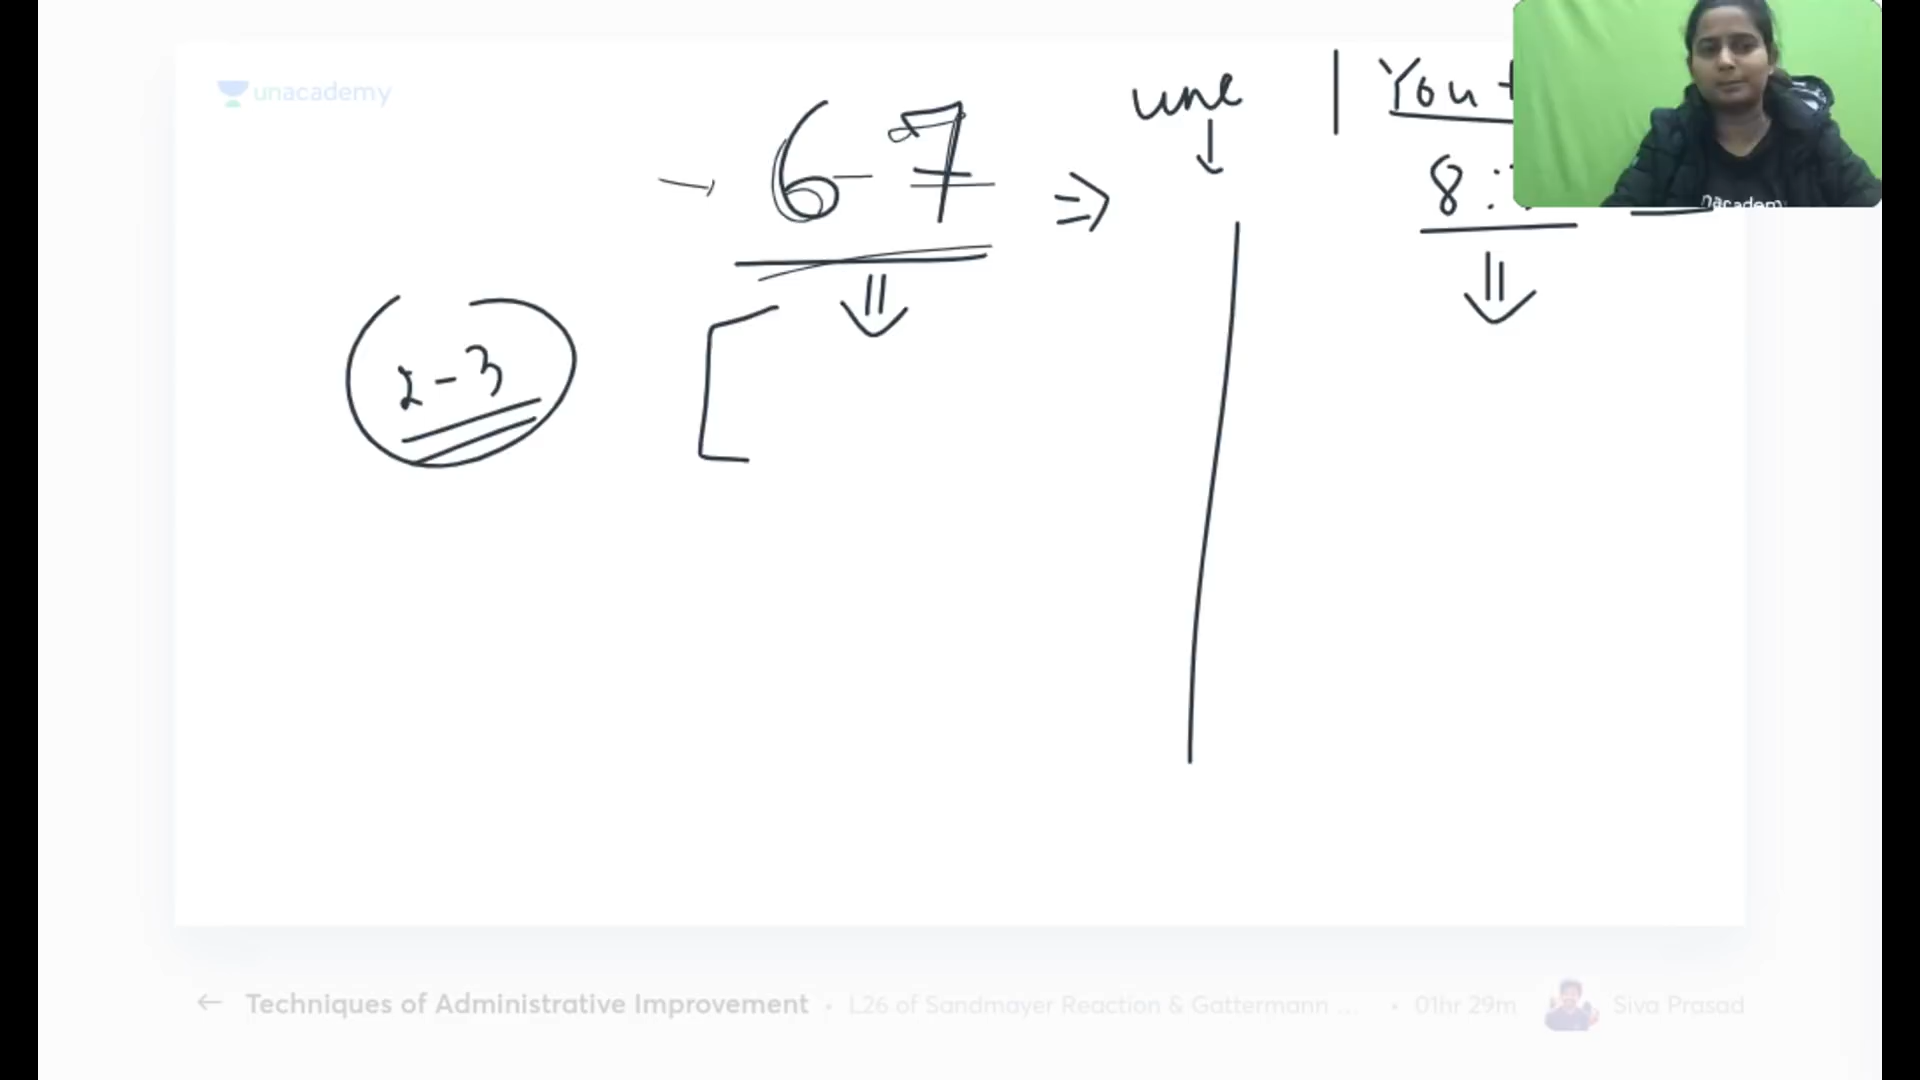 unacademy
une | You
6-7 =>
8:
2-3
nacadem
← Techniques of Administrative Improvement • L26 of Sandmayer Reaction & Gattermann ... • 01hr 29m Siva Prasad